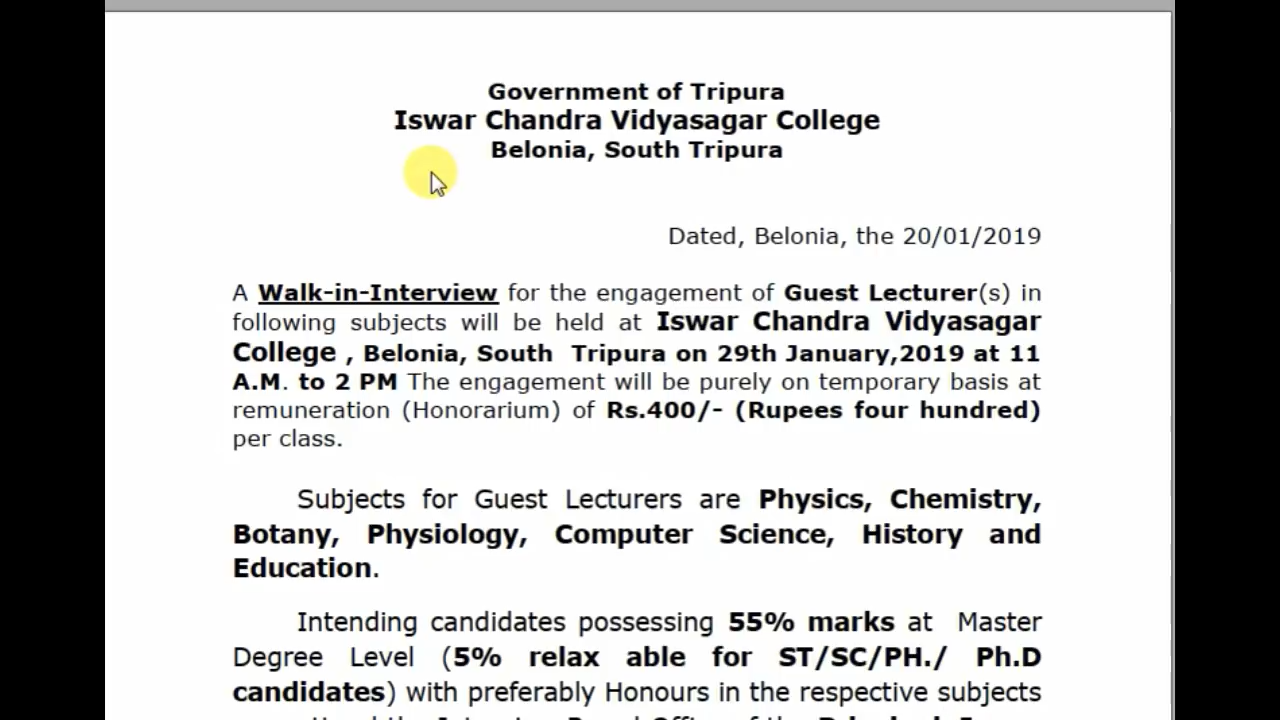 Government of Tripura
Iswar Chandra Vidyasagar College
Belonia, South Tripura
Dated, Belonia, the 20/01/2019
A Walk-in-Interview for the engagement of Guest Lecturer(s) in
following subjects will be held at Iswar Chandra Vidyasagar
College , Belonia, South Tripura on 29th January,2019 at 11
A.M. to 2 PM The engagement will be purely on temporary basis at
remuneration (Honorarium) of Rs.400/- (Rupees four hundred)
per class.
Subjects for Guest Lecturers are Physics, Chemistry,
Botany, Physiology, Computer Science, History and
Education.
Intending candidates possessing 55% marks at Master
Degree Level (5% relax able for ST/SC/PH./ Ph.D
candidates) with preferably Honours in the respective subjects